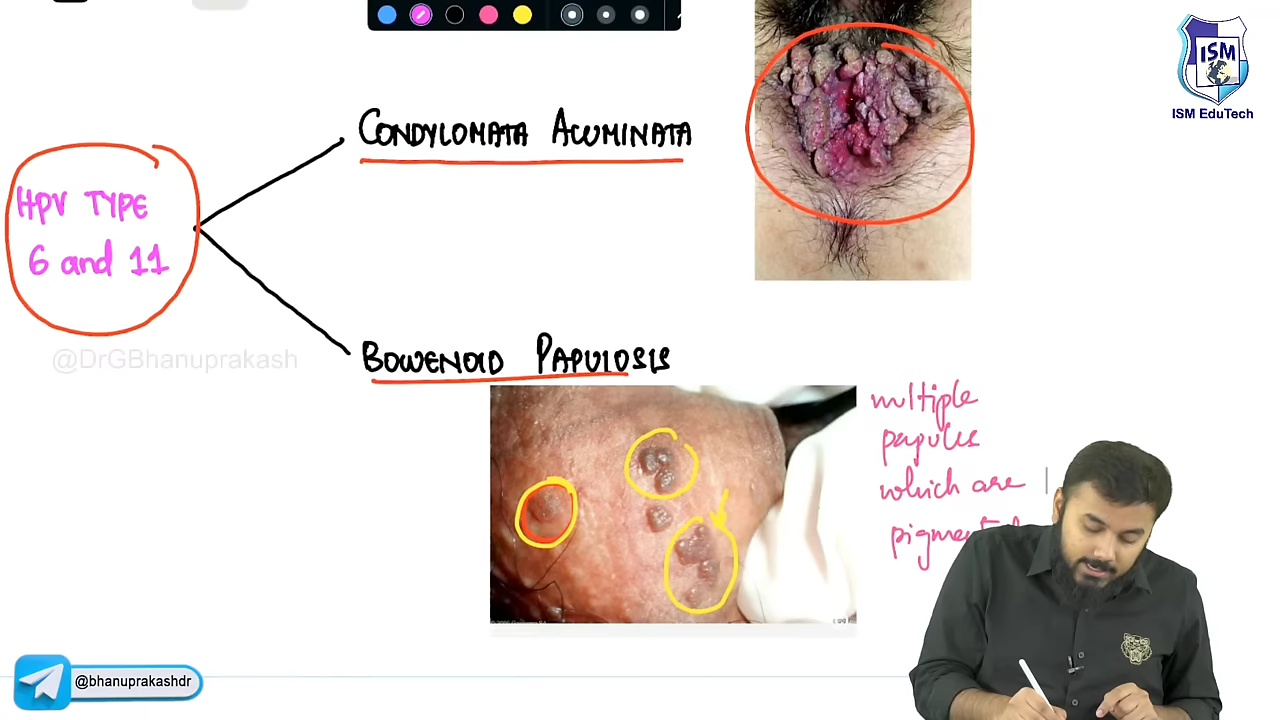 ISM
ISM EduTech
CONDYLOMATA ACUMINATA
HPV TYPE
6 and 11
@DrGBhanuprakash
BOWENOID PAPULOSIS
multiple
papules
which are
@bhanuprakashdr